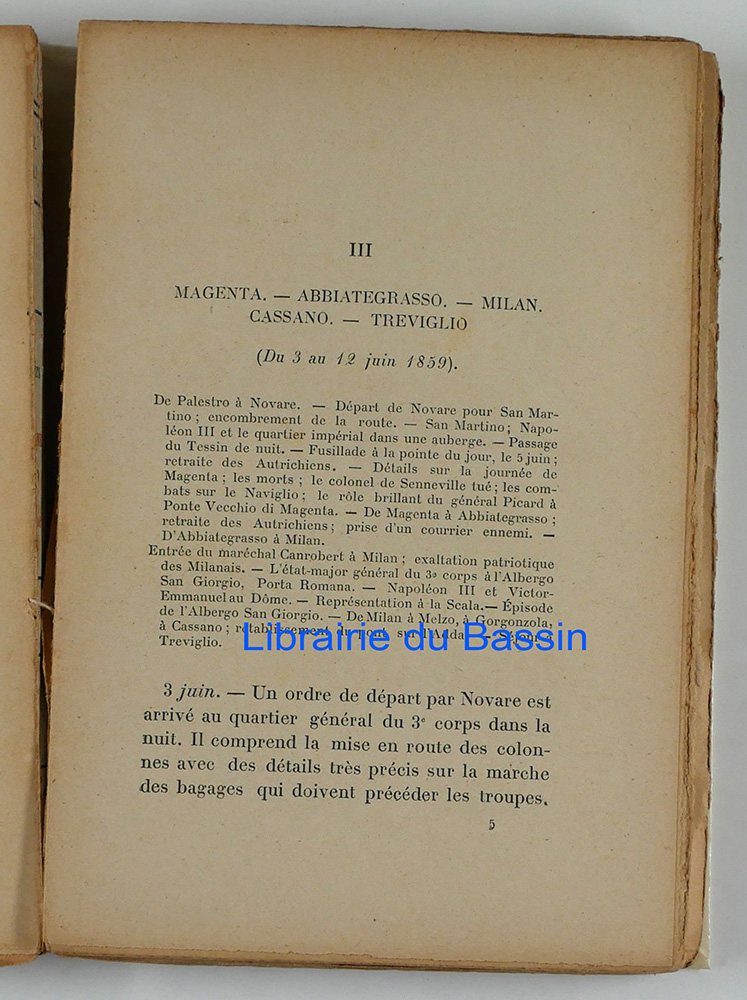 III
MAGENTA. — ABBIATEGRASSO. — MILAN.
CASSANO. — TREVIGLIO
(Du 3 au 12 juin 1859).
De Palestro à Novare. — Départ de Novare pour San Mar-
tino ; encombrement de la route. — San Martino ; Napo-
léon III et le quartier impérial dans une auberge. — Passage
du Tessin de nuit. — Fusillade à la pointe du jour, le 5 juin ;
retraite des Autrichiens. — Détails sur la journée de
Magenta ; les morts ; le colonel de Senneville tué ; les com-
bats sur le Naviglio ; le rôle brillant du général Picard à
Ponte Vecchio di Magenta. — De Magenta à Abbiategrasso ;
retraite des Autrichiens ; prise d'un courrier ennemi. —
D'Abbiategrasso à Milan.
Entrée du maréchal Canrobert à Milan ; exaltation patriotique
des Milanais. — L'état-major général du 3e corps à l'Albergo
San Giorgio, Porta Romana. — Napoléon III et Victor-
Emmanuel au Dôme. — Représentation à la Scala. — Épisode
de l'Albergo San Giorgio. — De Milan à Melzo, à Gorgonzola,
à Cassano ; rétablissement du pont sur l'Adda. — Séjour à
Treviglio.
Librairie du Bassin
3 juin. — Un ordre de départ par Novare est
arrivé au quartier général du 3e corps dans la
nuit. Il comprend la mise en route des colon-
nes avec des détails très précis sur la marche
des bagages qui doivent précéder les troupes.
5